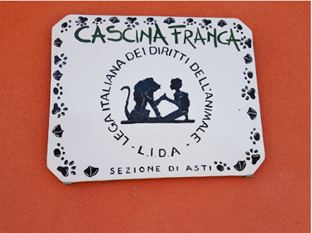 CASCINA FRANCA
LEGA ITALIANA DEI DIRITTI DELL'ANIMALE
- L.I.D.A -
SEZIONE DI ASTI